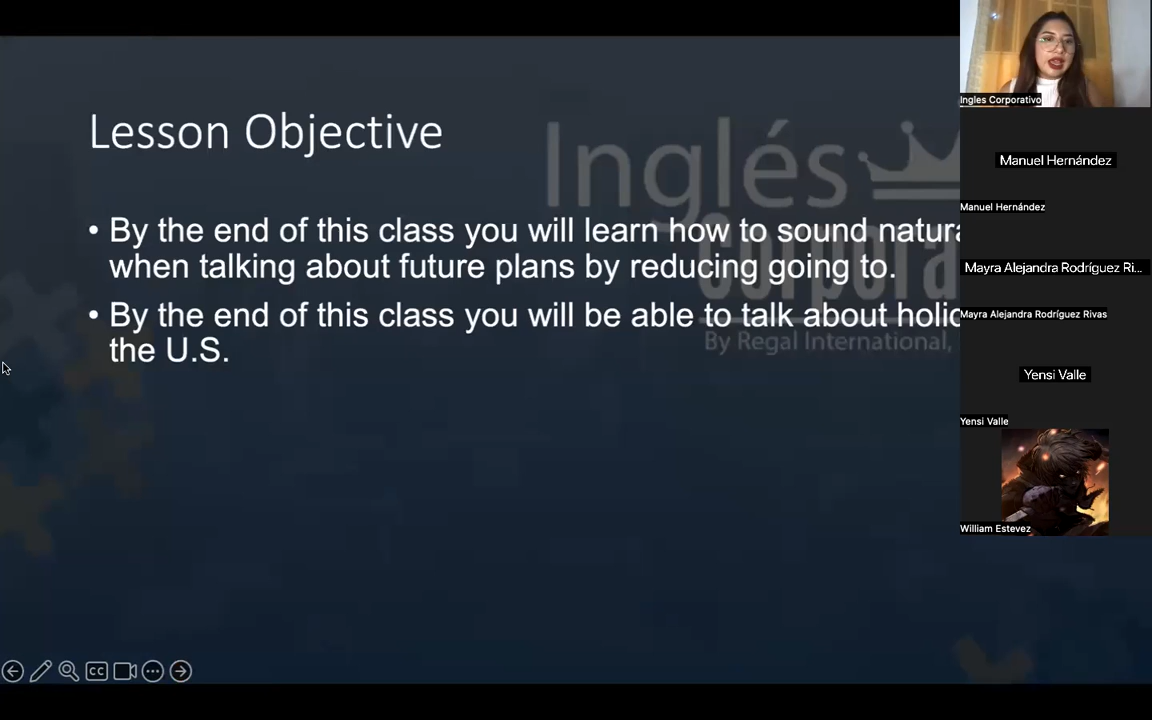 Lesson Objective
Inglés
• By the end of this class you will learn how to sound natura
when talking about future plans by reducing going to.
Corpora
• By the end of this class you will be able to talk about holid
the U.S.
By Regal International,
Ingles Corporativo
Manuel Hernández
Manuel Hernández
Mayra Alejandra Rodríguez Ri...
Mayra Alejandra Rodríguez Rivas
Yensi Valle
Yensi Valle
William Estevez
CC